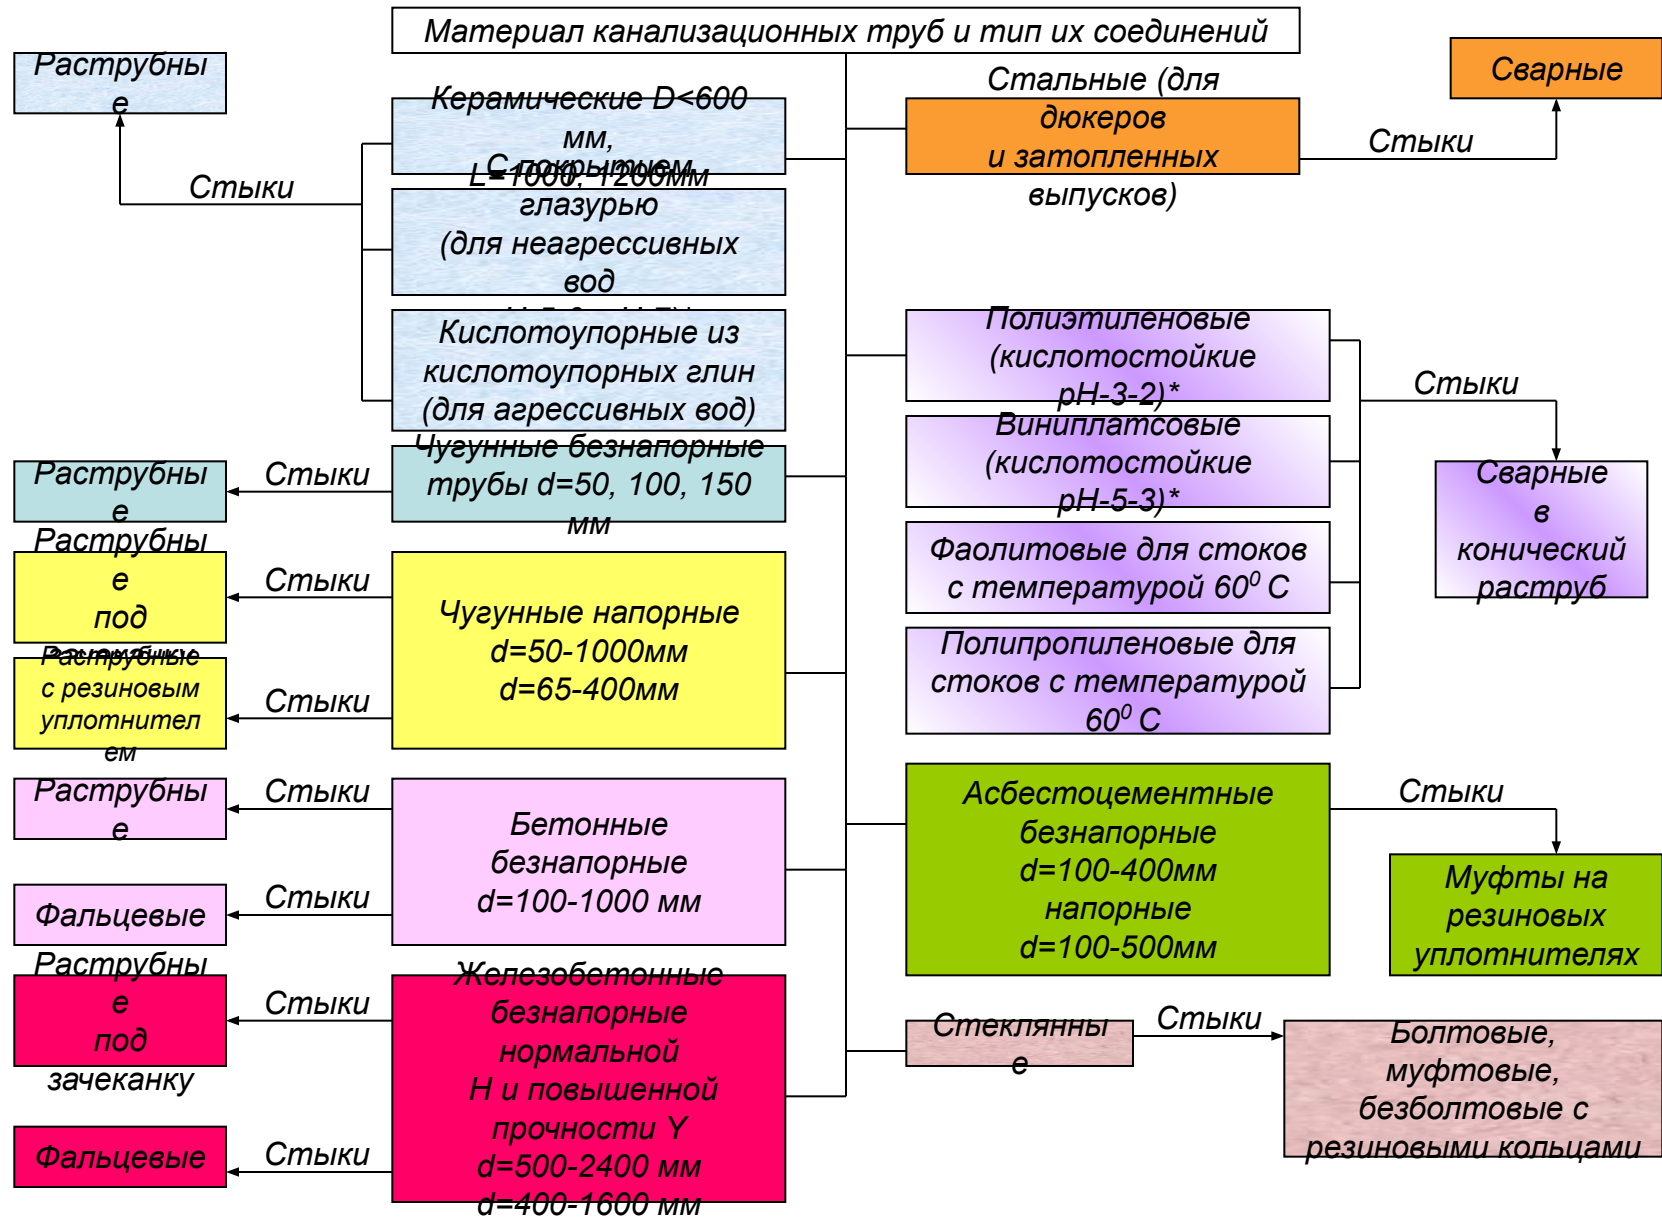 Материал канализационных труб и тип их соединений
Раструбны
е
Стыки
Керамические D<600
мм,
L=1000, 1200мм
С покрытием
глазурью
(для неагрессивных
вод
Кислотоупорные из
кислотоупорных глин
(для агрессивных вод)
Раструбны
е
Стыки
Чугунные безнапорные
трубы d=50, 100, 150
мм
Раструбны
е
под
Стыки
Раструбные
с резиновым
уплотнител
ем
Стыки
Чугунные напорные
d=50-1000мм
d=65-400мм
Раструбны
е
Стыки
Фальцевые
Стыки
Бетонные
безнапорные
d=100-1000 мм
Раструбны
е
под
зачеканку
Стыки
Фальцевые
Стыки
Железобетонные
безнапорные
нормальной
Н и повышенной
прочности Y
d=500-2400 мм
d=400-1600 мм
Стальные (для
дюкеров
и затопленных
выпусков)
Стыки
Сварные
Полиэтиленовые
(кислотостойкие
рН-3-2)*
Виниплатсовые
(кислотостойкие
рН-5-3)*
Фаолитовые для стоков
с температурой 60⁰ С
Полипропиленовые для
стоков с температурой
60⁰ С
Стыки
Сварные
в
конический
раструб
Асбестоцементные
безнапорные
d=100-400мм
напорные
d=100-500мм
Стыки
Муфты на
резиновых
уплотнителях
Стеклянны
е
Стыки
Болтовые,
муфтовые,
безболтовые с
резиновыми кольцами